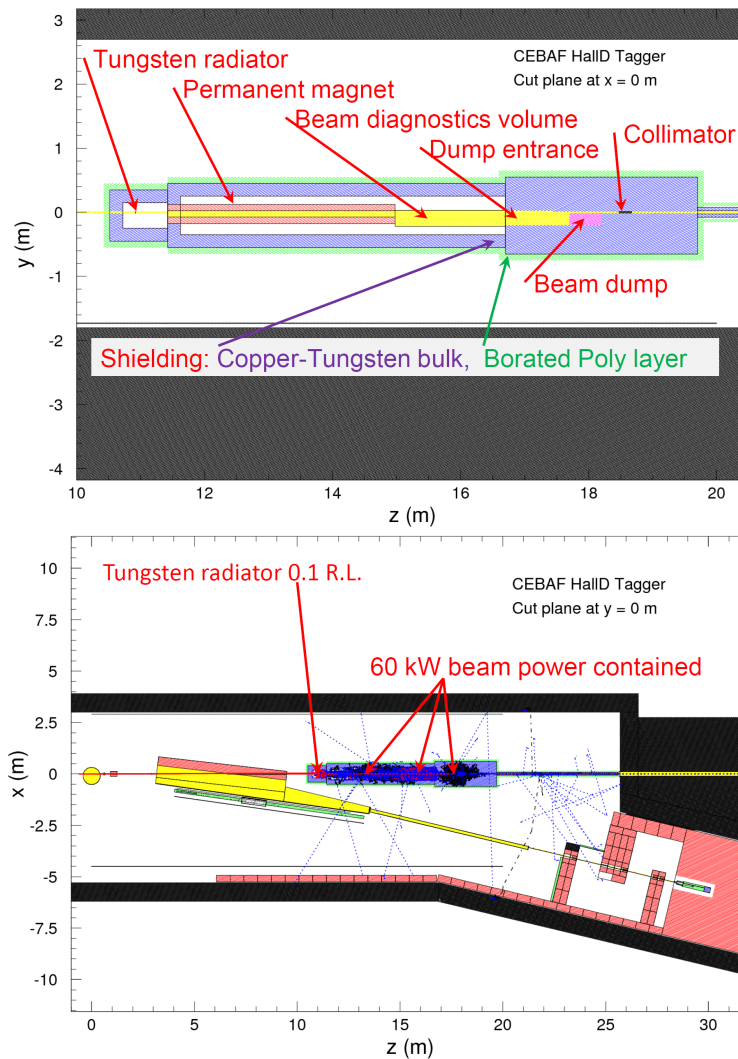 3
2
1
0
-1
-2
-3
-4
y (m)
CEBAF HallD Tagger
Cut plane at x = 0 m
Tungsten radiator
Permanent magnet
Beam diagnostics volume
Dump entrance
Collimator
Beam dump
Shielding: Copper-Tungsten bulk, Borated Poly layer
10 12 14 16 18 20
z (m)
10
7.5
5
2.5
0
-2.5
-5
-7.5
-10
x (m)
Tungsten radiator 0.1 R.L.
CEBAF HallD Tagger
Cut plane at y = 0 m
60 kW beam power contained
0 5 10 15 20 25 30
z (m)